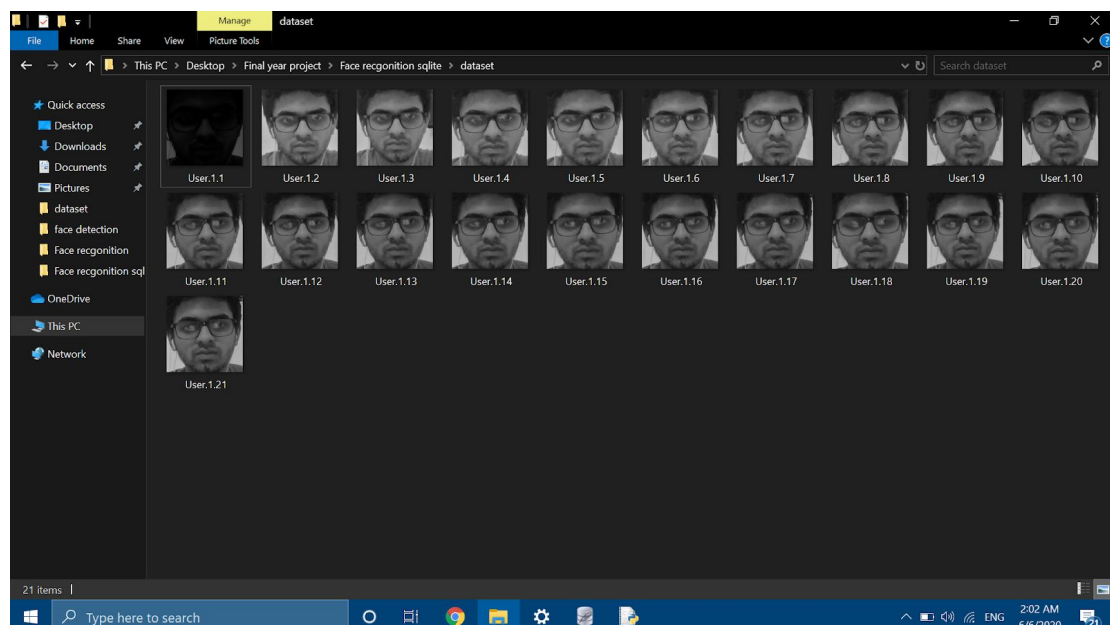 Manage
dataset
File
Home
Share
View
Picture Tools
This PC > Desktop > Final year project > Face recgonition sqlite > dataset
Search dataset
Quick access
Desktop
Downloads
Documents
Pictures
dataset
face detection
Face recgonition
Face recgonition sql
OneDrive
This PC
Network
User.1.1
User.1.2
User.1.3
User.1.4
User.1.5
User.1.6
User.1.7
User.1.8
User.1.9
User.1.10
User.1.11
User.1.12
User.1.13
User.1.14
User.1.15
User.1.16
User.1.17
User.1.18
User.1.19
User.1.20
User.1.21
21 items
Type here to search
ENG
2:02 AM
6/6/2020
21